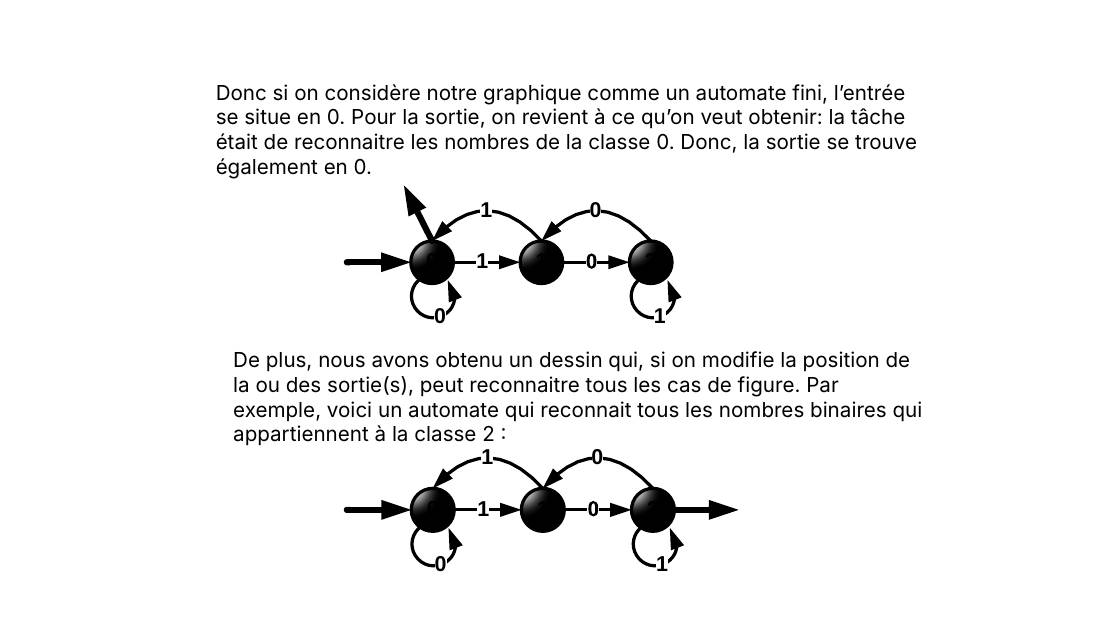 Donc si on considère notre graphique comme un automate fini, l’entrée
se situe en 0. Pour la sortie, on revient à ce qu’on veut obtenir: la tâche
était de reconnaitre les nombres de la classe 0. Donc, la sortie se trouve
également en 0.
1 0
1 0
0 1
De plus, nous avons obtenu un dessin qui, si on modifie la position de
la ou des sortie(s), peut reconnaitre tous les cas de figure. Par
exemple, voici un automate qui reconnait tous les nombres binaires qui
appartiennent à la classe 2 :
1 0
1 0
0 1